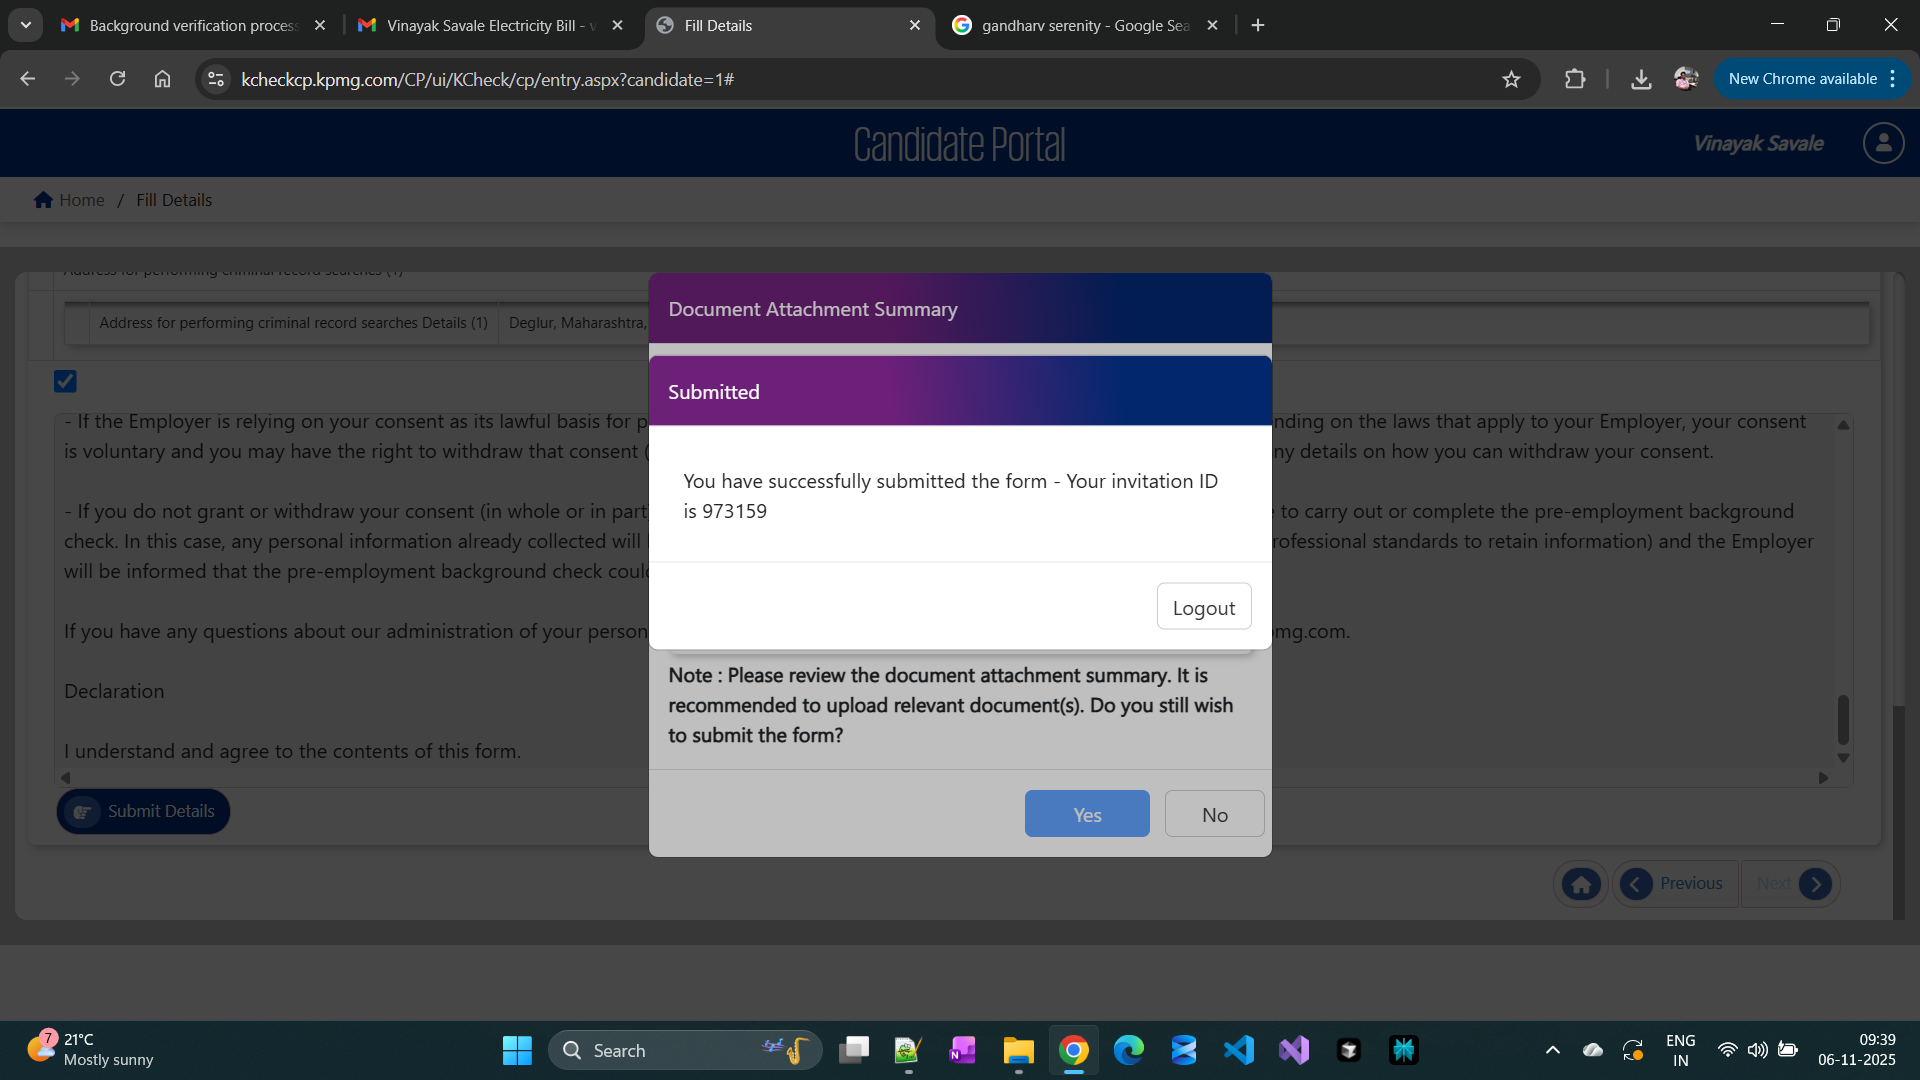 Background verification process
Vinayak Savale Electricity Bill - v
Fill Details
gandharv serenity - Google Sea
kcheckcp.kpmg.com/CP/ui/KCheck/cp/entry.aspx?candidate=1#
New Chrome available
Candidate Portal
Vinayak Savale
Home / Fill Details
Address for performing criminal record searches (1)
Address for performing criminal record searches Details (1) Deglur, Maharashtra,
Document Attachment Summary
Submitted
You have successfully submitted the form - Your invitation ID
is 973159
Logout
Note : Please review the document attachment summary. It is
recommended to upload relevant document(s). Do you still wish
to submit the form?
Yes No
- If the Employer is relying on your consent as its lawful basis for p nding on the laws that apply to your Employer, your consent
is voluntary and you may have the right to withdraw that consent ( ny details on how you can withdraw your consent.
- If you do not grant or withdraw your consent (in whole or in part to carry out or complete the pre-employment background
check. In this case, any personal information already collected will rofessional standards to retain information) and the Employer
will be informed that the pre-employment background check coul
If you have any questions about our administration of your person mg.com.
Declaration
I understand and agree to the contents of this form.
Submit Details
Previous Next
7 21°C
Mostly sunny
Search
ENG
IN
09:39
06-11-2025